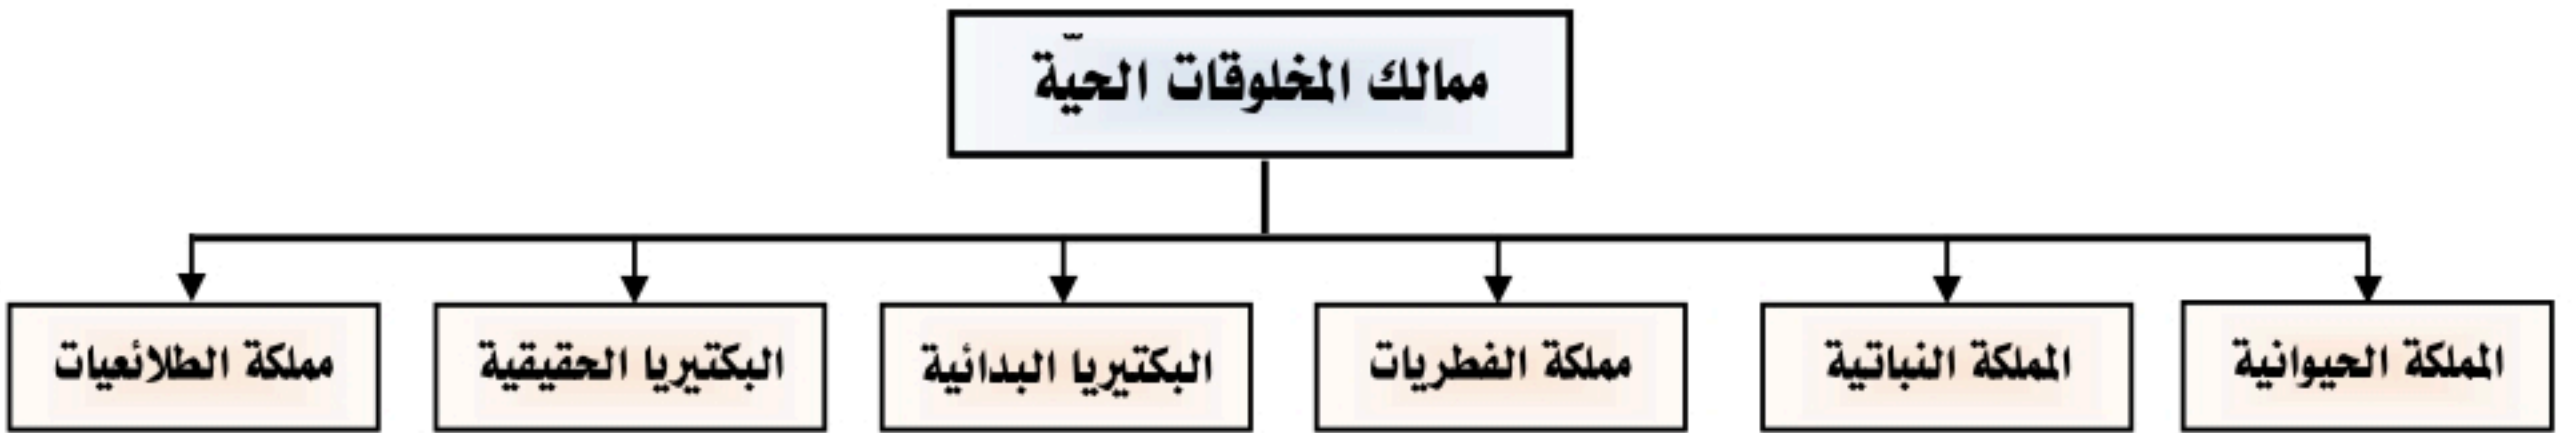 ممالك المخلوقات الحيّة
المملكة الحيوانية
المملكة النباتية
مملكة الفطريات
البكتيريا البدائية
البكتيريا الحقيقية
مملكة الطلائعيات